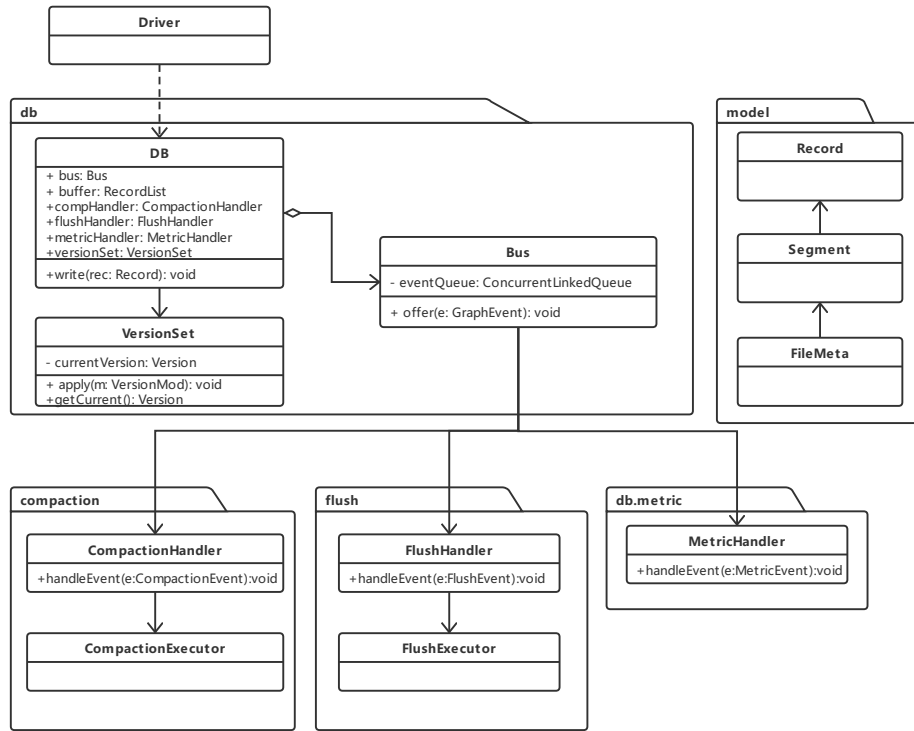 Driver
db
DB
+ bus: Bus
+ buffer: RecordList
+compHandler: CompactionHandler
+flushHandler: FlushHandler
+metricHandler: MetricHandler
+versionSet: VersionSet
+write(rec: Record): void
VersionSet
- currentVersion: Version
+ apply(m: VersionMod): void
+getCurrent(): Version
Bus
- eventQueue: ConcurrentLinkedQueue
+ offer(e: GraphEvent): void
model
Record
Segment
FileMeta
compaction
CompactionHandler
+handleEvent(e:CompactionEvent):void
CompactionExecutor
flush
FlushHandler
+handleEvent(e:FlushEvent):void
FlushExecutor
db.metric
MetricHandler
+handleEvent(e:MetricEvent):void